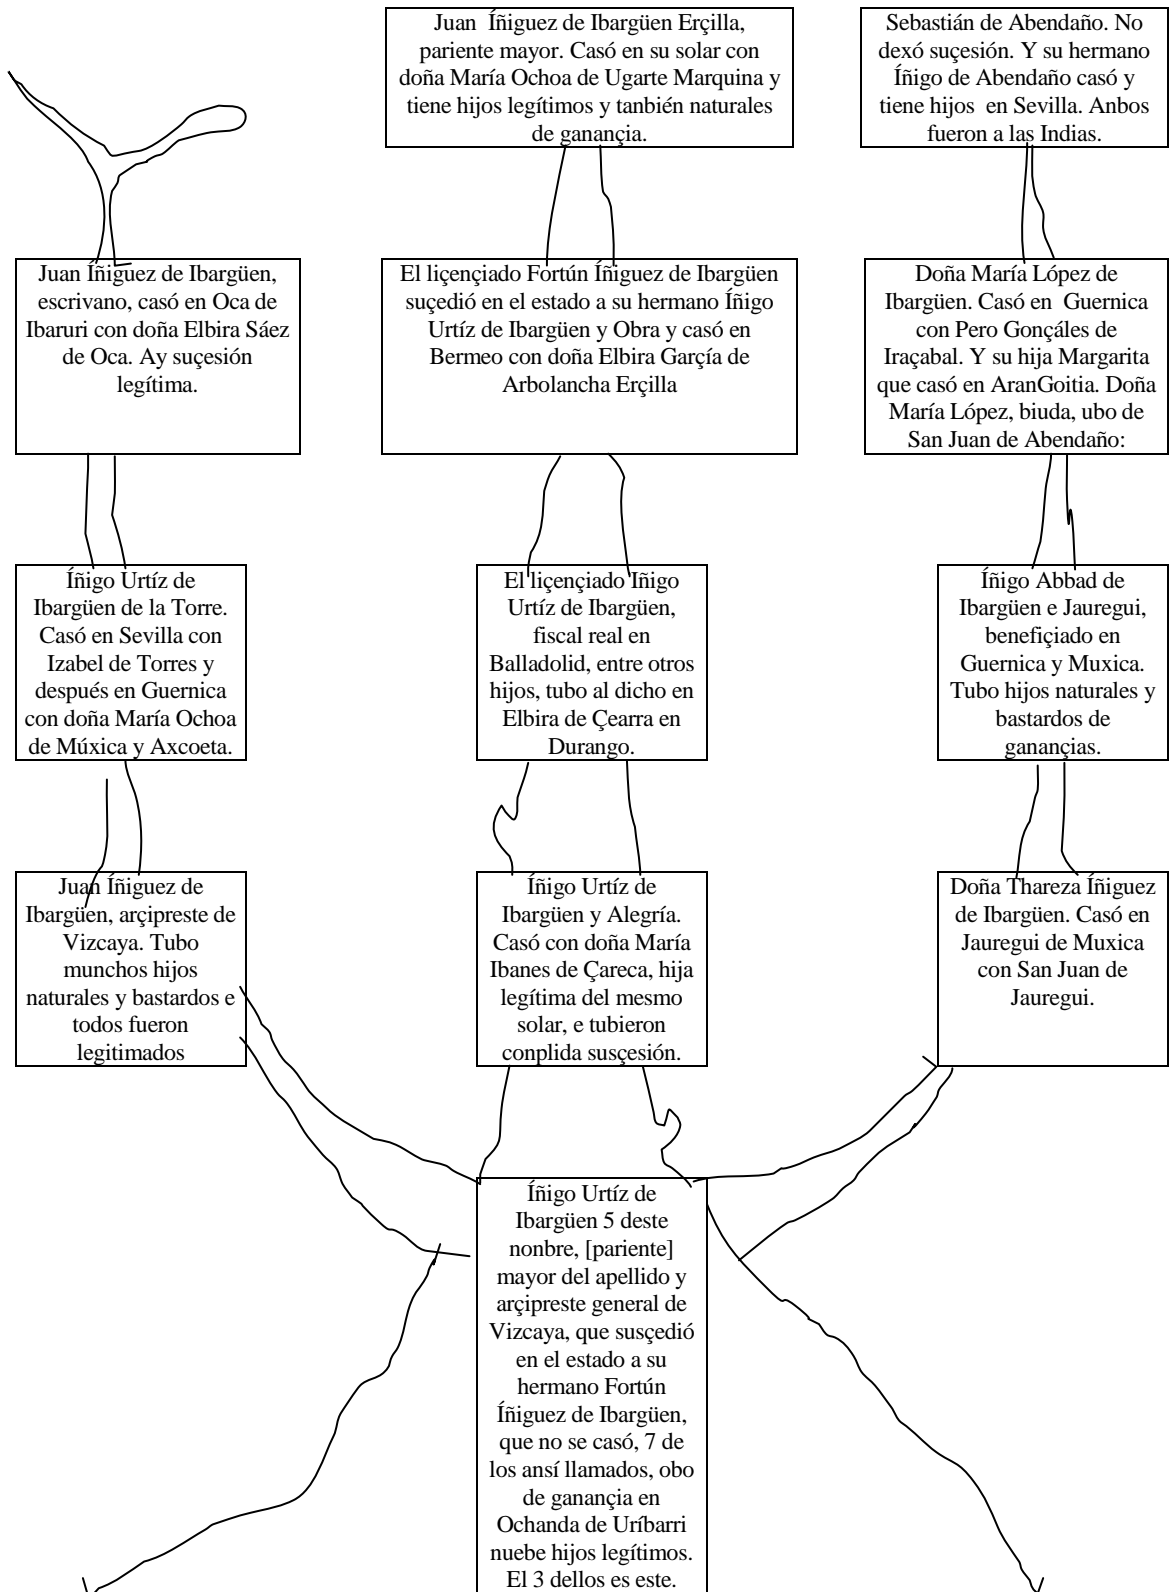 Juan Íñiguez de Ibargüen Erçilla,
pariente mayor. Casó en su solar con
doña María Ochoa de Ugarte Marquina y
tiene hijos legítimos y tanbién naturales
de ganançia.
Sebastián de Abendaño. No
dexó suçesión. Y su hermano
Íñigo de Abendaño casó y
tiene hijos en Sevilla. Anbos
fueron a las Indias.
Juan Íñiguez de Ibargüen,
escrivano, casó en Oca de
Ibaruri con doña Elbira Sáez
de Oca. Ay suçesión
legítima.
El liçençiado Fortún Íñiguez de Ibargüen
suçedió en el estado a su hermano Íñigo
Urtíz de Ibargüen y Obra y casó en
Bermeo con doña Elbira Garçía de
Arbolancha Erçilla
Doña María López de
Ibargüen. Casó en Guernica
con Pero Gonçáles de
Iraçabal. Y su hija Margarita
que casó en AranGoitia. Doña
María López, biuda, ubo de
San Juan de Abendaño:
Íñigo Urtíz de
Ibargüen de la Torre.
Casó en Sevilla con
Izabel de Torres y
después en Guernica
con doña María Ochoa
de Múxica y Axcoeta.
El liçençiado Iñigo
Urtíz de Ibargüen,
fiscal real en
Balladolid, entre otros
hijos, tubo al dicho en
Elbira de Çearra en
Durango.
Íñigo Abbad de
Ibargüen e Jauregui,
benefiçiado en
Guernica y Muxica.
Tubo hijos naturales y
bastardos de
ganançias.
Juan Íñiguez de
Ibargüen, arçipreste de
Vizcaya. Tubo
munchos hijos
naturales y bastardos e
todos fueron
legitimados
Íñigo Urtíz de
Ibargüen y Alegría.
Casó con doña María
Ibanes de Çareca, hija
legítima del mesmo
solar, e tubieron
conplida susçesión.
Doña Thareza Íñiguez
de Ibargüen. Casó en
Jauregui de Muxica
con San Juan de
Jauregui.
Íñigo Urtíz de
Ibargüen 5 deste
nonbre, [pariente]
mayor del apellido y
arçipreste general de
Vizcaya, que susçedió
en el estado a su
hermano Fortún
Íñiguez de Ibargüen,
que no se casó, 7 de
los ansí llamados, obo
de ganançia en
Ochanda de Uríbarri
nuebe hijos legítimos.
El 3 dellos es este.